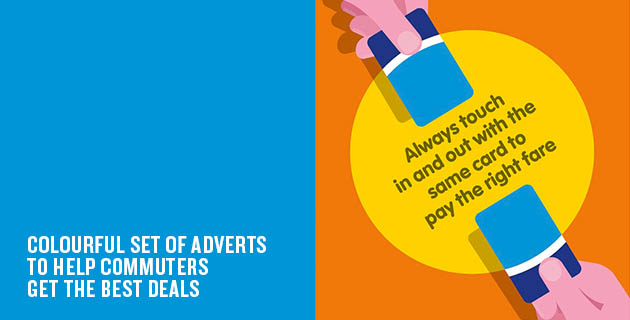 COLOURFUL SET OF ADVERTS
TO HELP COMMUTERS
GET THE BEST DEALS
Always touch
in and out with the
same card to
pay the right fare